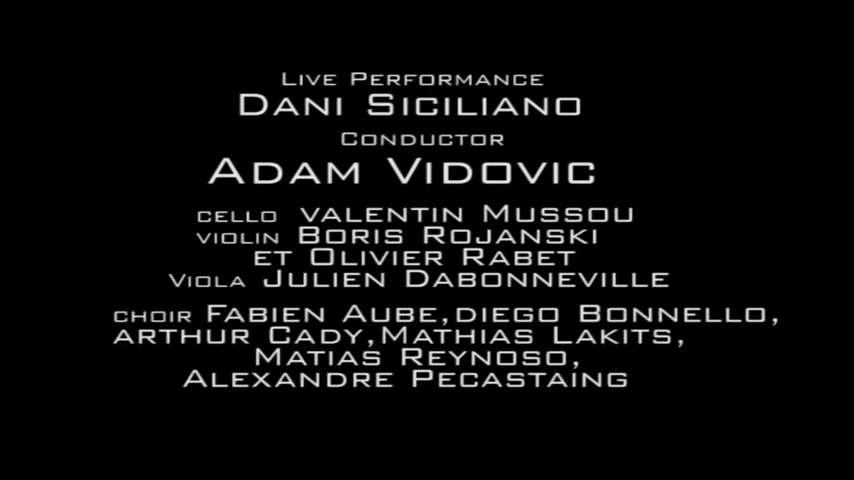 Live Performance
Dani Siciliano
Conductor
Adam Vidovic
cello valentin Mussou
violin Boris Rojanski
et Olivier Rabet
Viola Julien Dabonneville
choir Fabien Aube,diego Bonnello,
arthur Cady,Mathias Lakits,
Matias Reynoso,
Alexandre Pecastaing